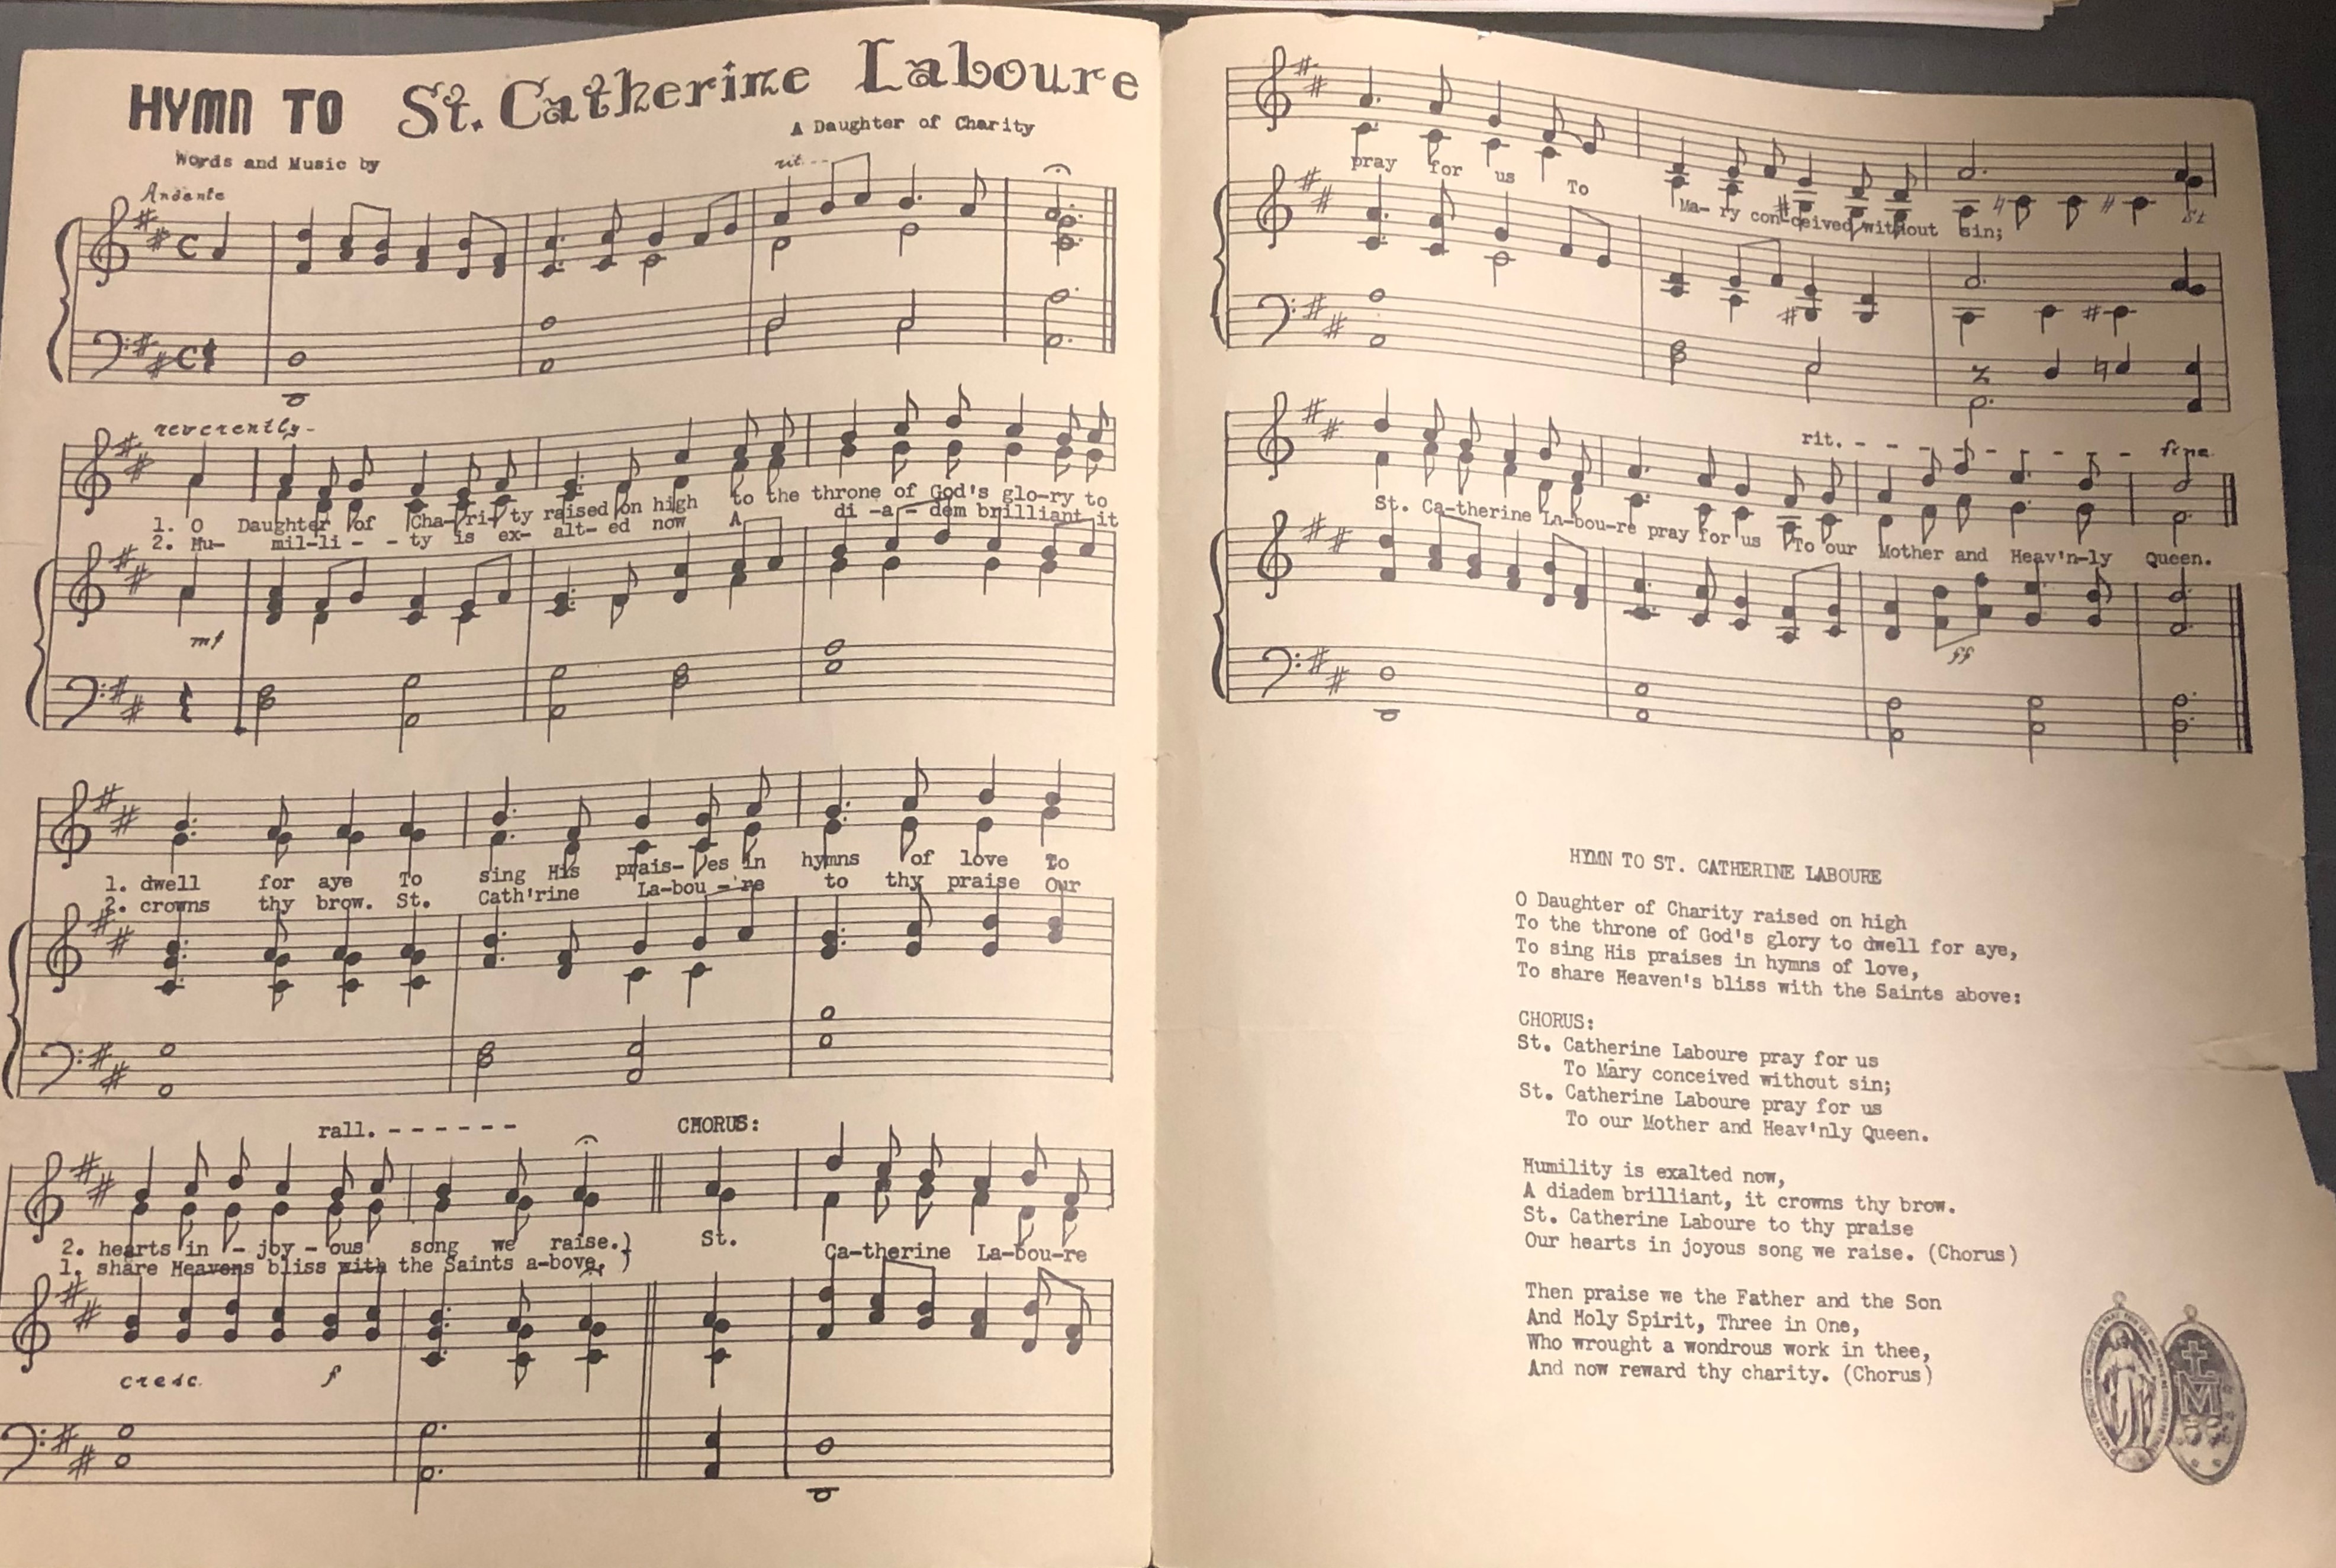 HYMN TO St. Catherine Laboure
Words and Music by
A Daughter of Charity
Andante
rit...
reverently-
1. O Daughter of Cha-ri-ty raised on high to the throne of God's glo-ry to
2. Hu- mil-li - -ty is ex- alt- ed now A di -a - dem brilliant it
mf
1. dwell for aye To sing His prais- es in hymns of love To
2. crowns thy brow. St. Cath'rine La-bou -re to thy praise Our
rall. - - - - - -
CHORUS:
2. hearts in - joy - ous song we raise.)
1. share Heavens bliss with the Saints a-bove, )
St. Ca-therine La-bou-re
cresc. f
pray for us To Ma- ry con-ceived without sin; St
rit. - - - - - - - fine
St. Ca-therine La-bou-re pray for us To our Mother and Heav'n-ly Queen.
ff
HYMN TO ST. CATHERINE LABOURE
O Daughter of Charity raised on high
To the throne of God's glory to dwell for aye,
To sing His praises in hymns of love,
To share Heaven's bliss with the Saints above:
CHORUS:
St. Catherine Laboure pray for us
To Mary conceived without sin;
St. Catherine Laboure pray for us
To our Mother and Heav'nly Queen.
Humility is exalted now,
A diadem brilliant, it crowns thy brow.
St. Catherine Laboure to thy praise
Our hearts in joyous song we raise. (Chorus)
Then praise we the Father and the Son
And Holy Spirit, Three in One,
Who wrought a wondrous work in thee,
And now reward thy charity. (Chorus)
M